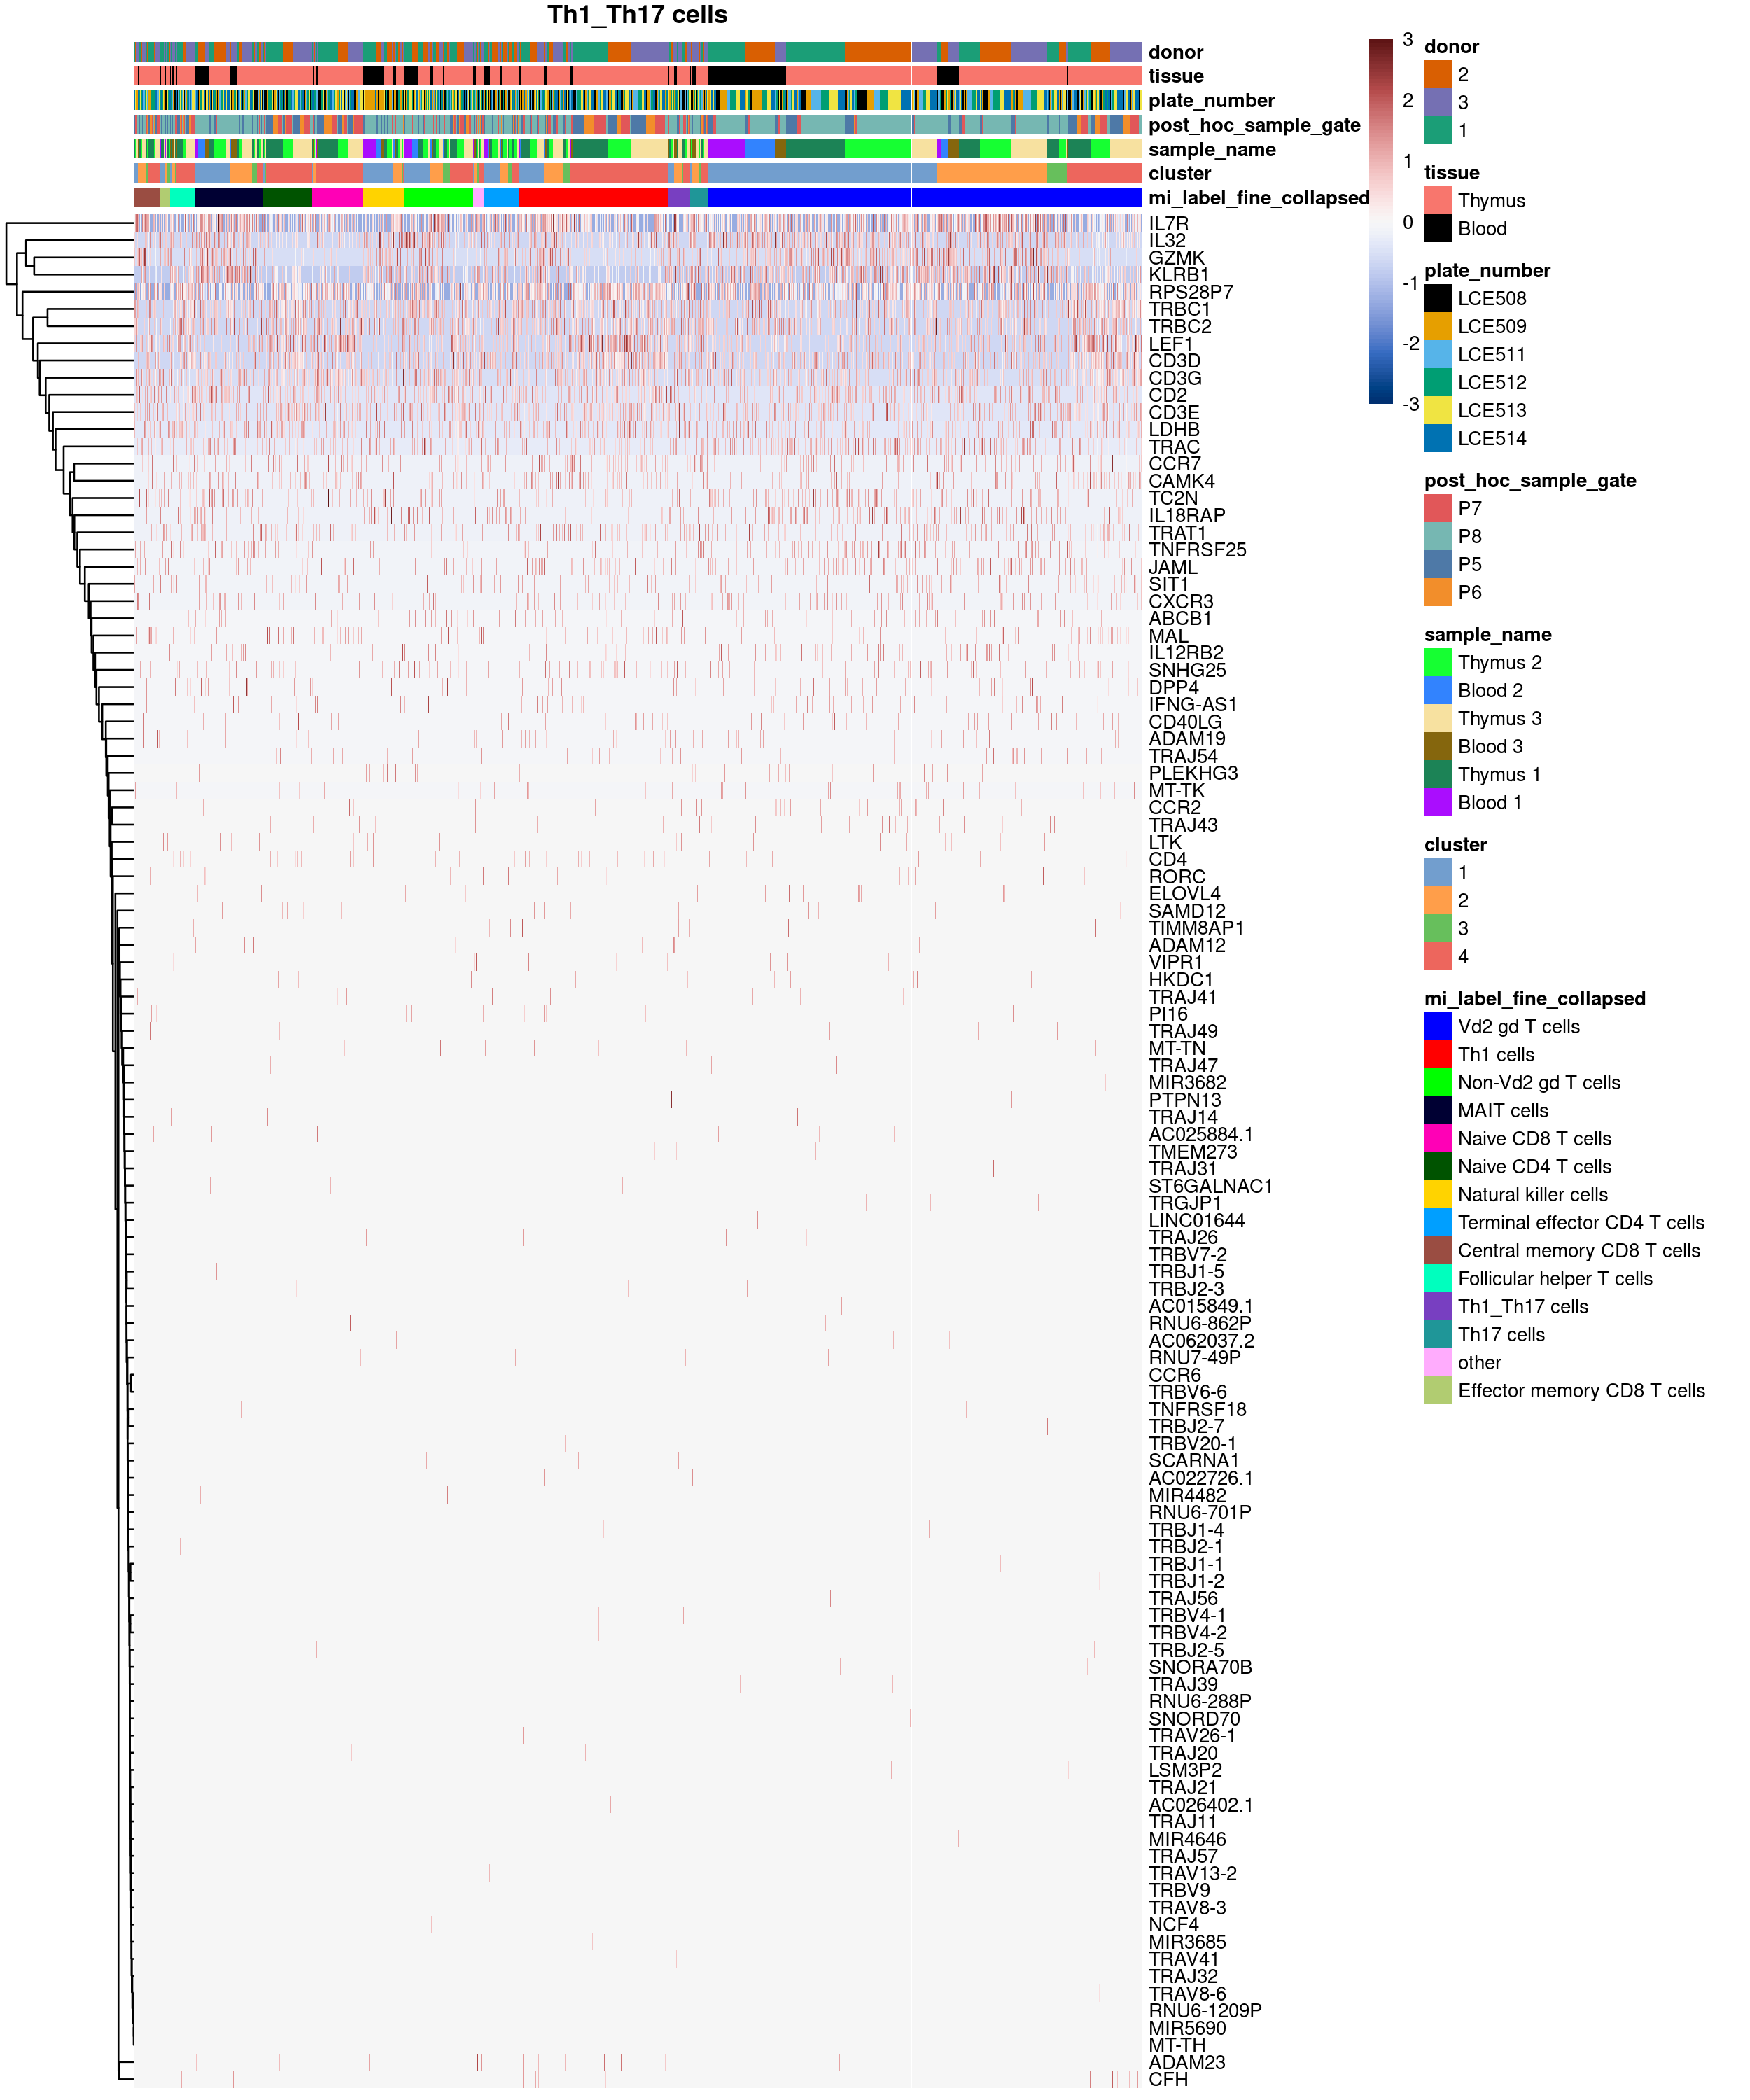 Th1_Th17 cells
donor
tissue
plate_number
post_hoc_sample_gate
sample_name
cluster
mi_label_fine_collapsed
IL7R
IL32
GZMK
KLRB1
RPS28P7
TRBC1
TRBC2
LEF1
CD3D
CD3G
CD2
CD3E
LDHB
TRAC
CCR7
CAMK4
TC2N
IL18RAP
TRAT1
TNFRSF25
JAML
SIT1
CXCR3
ABCB1
MAL
IL12RB2
SNHG25
DPP4
IFNG-AS1
CD40LG
ADAM19
TRAJ54
PLEKHG3
MT-TK
CCR2
TRAJ43
LTK
CD4
RORC
ELOVL4
SAMD12
TIMM8AP1
ADAM12
VIPR1
HKDC1
TRAJ41
PI16
TRAJ49
MT-TN
TRAJ47
MIR3682
PTPN13
TRAJ14
AC025884.1
TMEM273
TRAJ31
ST6GALNAC1
TRGJP1
LINC01644
TRAJ26
TRBV7-2
TRBJ1-5
TRBJ2-3
AC015849.1
RNU6-862P
AC062037.2
RNU7-49P
CCR6
TRBV6-6
TNFRSF18
TRBJ2-7
TRBV20-1
SCARNA1
AC022726.1
MIR4482
RNU6-701P
TRBJ1-4
TRBJ2-1
TRBJ1-1
TRBJ1-2
TRAJ56
TRBV4-1
TRBV4-2
TRBJ2-5
SNORA70B
TRAJ39
RNU6-288P
SNORD70
TRAV26-1
TRAJ20
LSM3P2
TRAJ21
AC026402.1
TRAJ11
MIR4646
TRAJ57
TRAV13-2
TRBV9
TRAV8-3
NCF4
MIR3685
TRAV41
TRAJ32
TRAV8-6
RNU6-1209P
MIR5690
MT-TH
ADAM23
CFH
3
2
1
0
-1
-2
-3
donor
2
3
1
tissue
Thymus
Blood
plate_number
LCE508
LCE509
LCE511
LCE512
LCE513
LCE514
post_hoc_sample_gate
P7
P8
P5
P6
sample_name
Thymus 2
Blood 2
Thymus 3
Blood 3
Thymus 1
Blood 1
cluster
1
2
3
4
mi_label_fine_collapsed
Vd2 gd T cells
Th1 cells
Non-Vd2 gd T cells
MAIT cells
Naive CD8 T cells
Naive CD4 T cells
Natural killer cells
Terminal effector CD4 T cells
Central memory CD8 T cells
Follicular helper T cells
Th1_Th17 cells
Th17 cells
other
Effector memory CD8 T cells